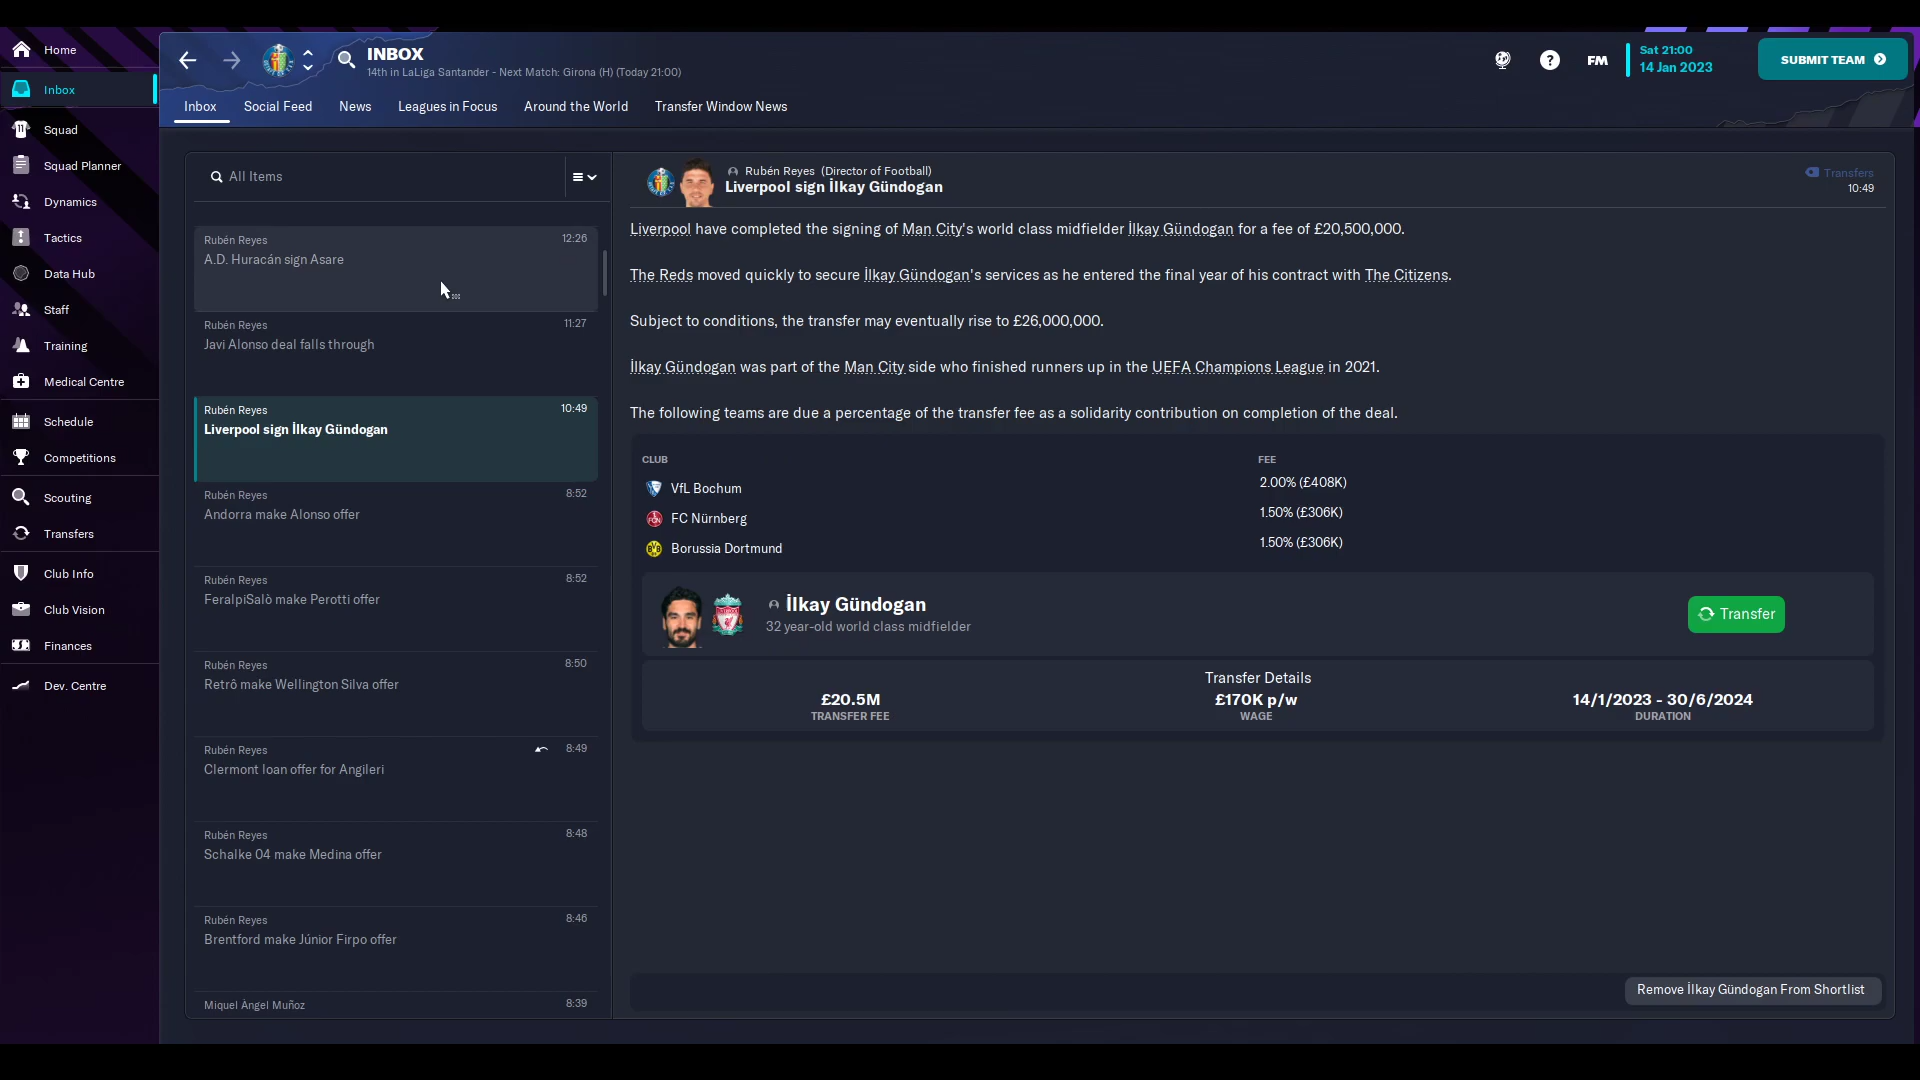 Home
Inbox
Squad
Squad Planner
Dynamics
Tactics
Data Hub
Staff
Training
Medical Centre
Schedule
Competitions
Scouting
Transfers
Club Info
Club Vision
Finances
Dev. Centre
INBOX
14th in LaLiga Santander - Next Match: Girona (H) (Today 21:00)
FM
Sat 21:00
14 Jan 2023
SUBMIT TEAM
Inbox Social Feed News Leagues in Focus Around the World Transfer Window News
All Items
Rubén Reyes 12:26
A.D. Huracán sign Asare
Rubén Reyes 11:27
Javi Alonso deal falls through
Rubén Reyes 10:49
Liverpool sign İlkay Gündogan
Rubén Reyes 8:52
Andorra make Alonso offer
Rubén Reyes 8:52
FeralpiSalò make Perotti offer
Rubén Reyes 8:50
Retrô make Wellington Silva offer
Rubén Reyes 8:49
Clermont loan offer for Angileri
Rubén Reyes 8:48
Schalke 04 make Medina offer
Rubén Reyes 8:46
Brentford make Júnior Firpo offer
Miquel Àngel Muñoz 8:39
Rubén Reyes (Director of Football)
Liverpool sign İlkay Gündogan
Transfers
10:49
Liverpool have completed the signing of Man City's world class midfielder İlkay Gündogan for a fee of £20,500,000.
The Reds moved quickly to secure İlkay Gündogan's services as he entered the final year of his contract with The Citizens.
Subject to conditions, the transfer may eventually rise to £26,000,000.
İlkay Gündogan was part of the Man City side who finished runners up in the UEFA Champions League in 2021.
The following teams are due a percentage of the transfer fee as a solidarity contribution on completion of the deal.
CLUB FEE
VfL Bochum 2.00% (£408K)
FC Nürnberg 1.50% (£306K)
Borussia Dortmund 1.50% (£306K)
İlkay Gündogan
32 year-old world class midfielder
Transfer
Transfer Details
£20.5M £170K p/w 14/1/2023 - 30/6/2024
TRANSFER FEE WAGE DURATION
Remove İlkay Gündogan From Shortlist